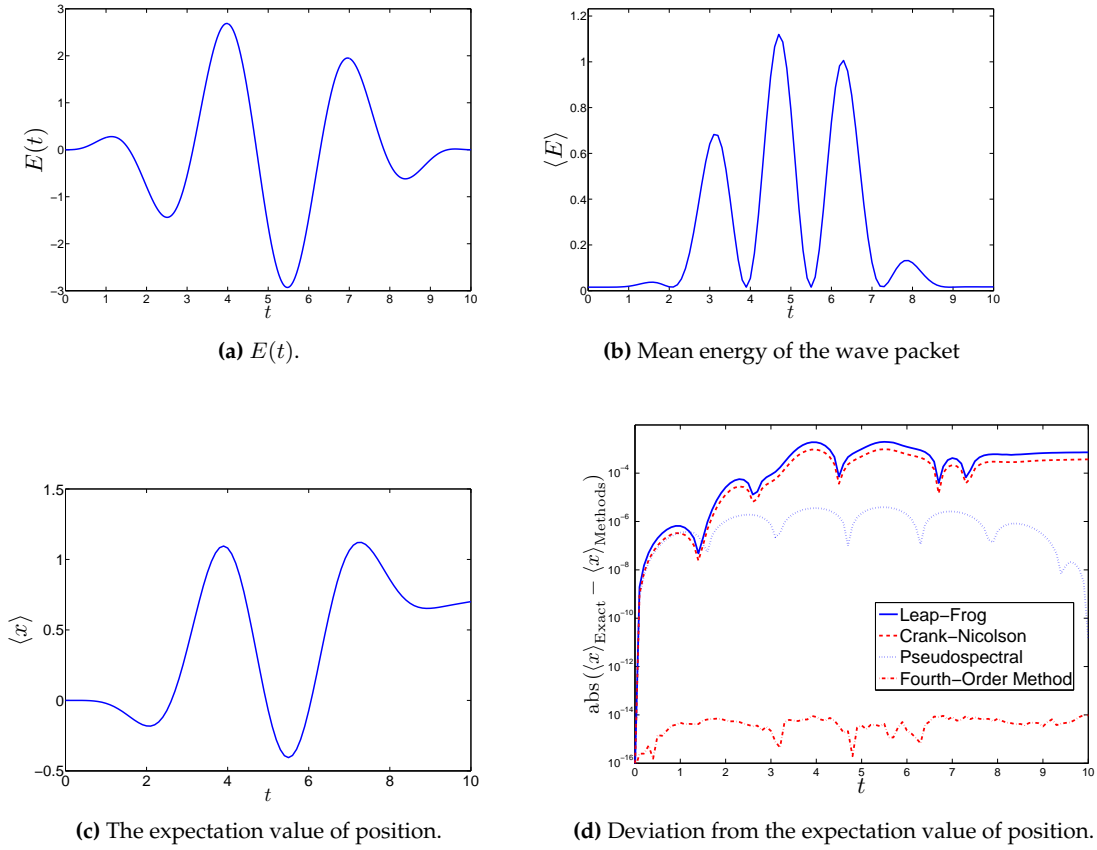 3
2
1
0
−1
−2
−3
0 1 2 3 4 5 6 7 8 9 10
E(t)
t
(a) E(t).
1.2
1
0.8
0.6
0.4
0.2
0
0 1 2 3 4 5 6 7 8 9 10
⟨E⟩
t
(b) Mean energy of the wave packet
1.5
1
0.5
0
−0.5
0 2 4 6 8 10
⟨x⟩
t
(c) The expectation value of position.
10⁻⁴
10⁻⁶
10⁻⁸
10⁻¹⁰
10⁻¹²
10⁻¹⁴
10⁻¹⁶
0 1 2 3 4 5 6 7 8 9 10
abs(⟨x⟩Exact − ⟨x⟩Methods)
t
Leap−Frog
Crank−Nicolson
Pseudospectral
Fourth−Order Method
(d) Deviation from the expectation value of position.